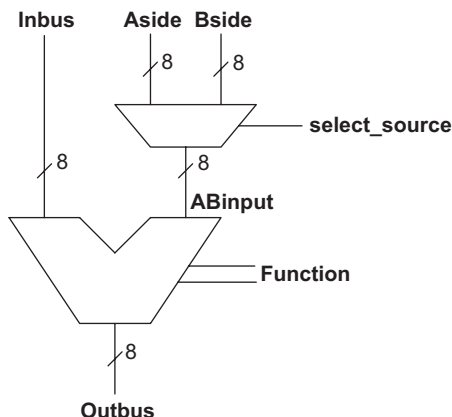 Inbus Aside Bside
8 8
select_source
8 8
ABinput
Function
8
Outbus